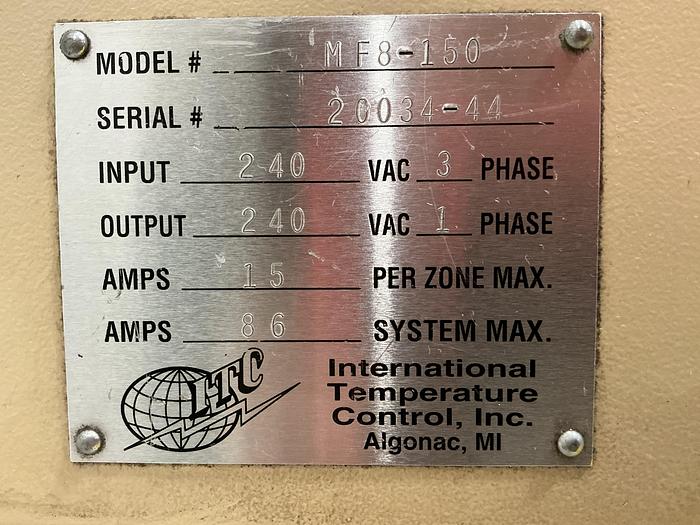 MODEL # MF8-150
SERIAL # 20034-44
INPUT 240 VAC 3 PHASE
OUTPUT 240 VAC 1 PHASE
AMPS 15 PER ZONE MAX.
AMPS 86 SYSTEM MAX.
ITC
International
Temperature
Control, Inc.
Algonac, MI